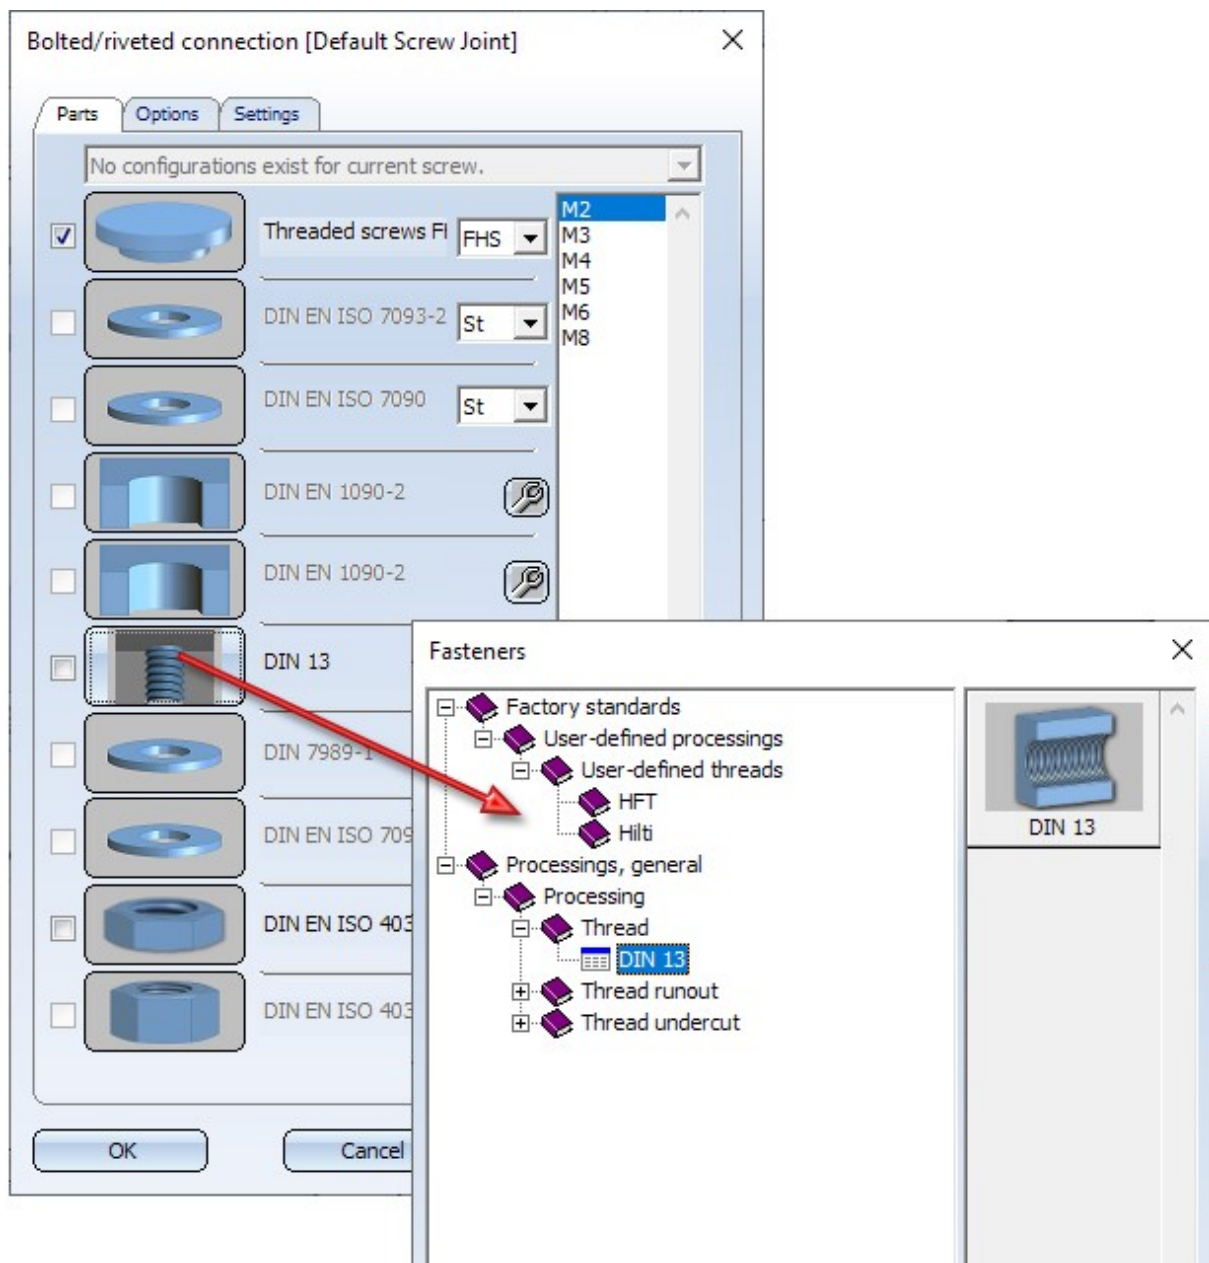 Bolted/riveted connection [Default Screw Joint]
Parts Options Settings
No configurations exist for current screw.
Threaded screws FHS
M2
M3
M4
M5
M6
M8
DIN EN ISO 7093-2 St
DIN EN ISO 7090 St
DIN EN 1090-2
DIN EN 1090-2
DIN 13
DIN 7989-1
DIN EN ISO 709
DIN EN ISO 403
DIN EN ISO 403
OK Cancel
Fasteners
Factory standards
User-defined processings
User-defined threads
HFT
Hilti
Processings, general
Processing
Thread
DIN 13
Thread runout
Thread undercut
DIN 13